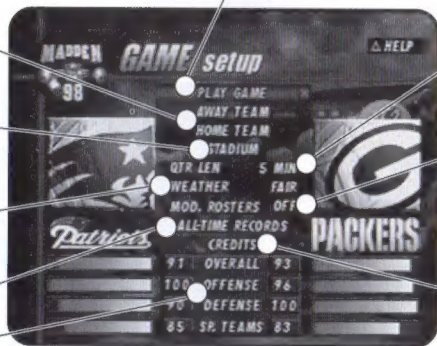 MADDEN 98
GAME setup
△ HELP
PLAY GAME
AWAY TEAM
HOME TEAM
STADIUM
QTR LEN 5 MIN
WEATHER FAIR
MOD. ROSTERS OFF
ALL-TIME RECORDS
CREDITS
Patriots
G
PACKERS
91 OVERALL 93
100 OFFENSE 96
DEFENSE 100
85 SP. TEAMS 83